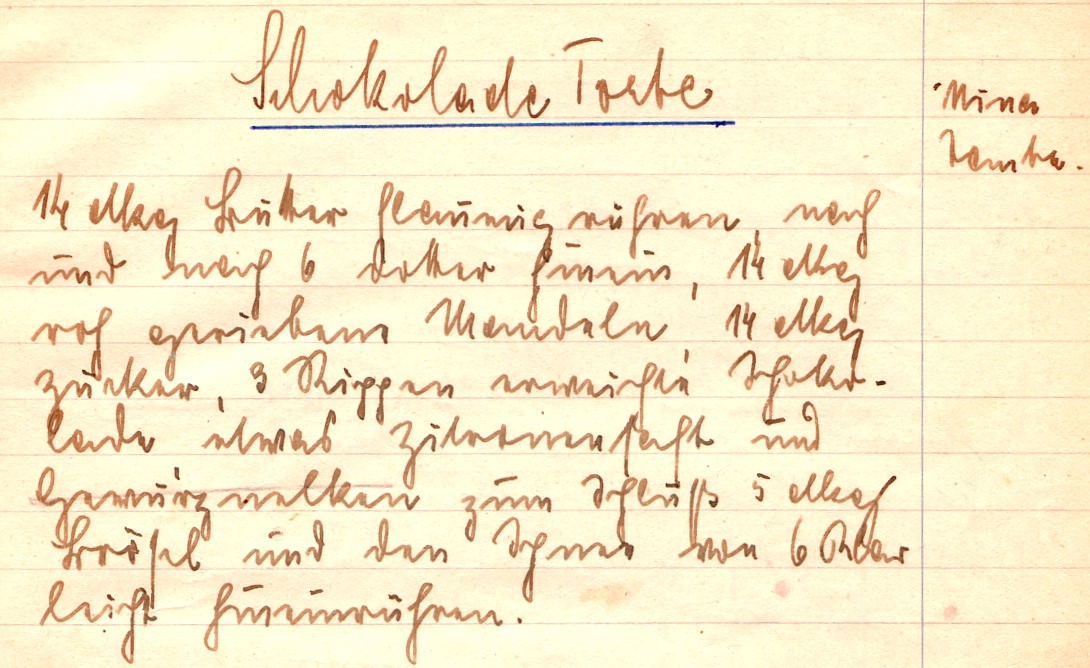 Schokolade Torte
Mina
Tante.
14 dkg Butter flaumig rühren, nach
und nach 6 Dotter hinein, 14 dkg
roh geriebene Mandeln, 14 dkg
Zucker, 3 Rippen erweichte Schoko-
lade etwas Zitronensaft und
Gewürznelken zum Schluß 5 dkg
Brösel und den Schnee von 6 Klar
leicht hineinrühren.